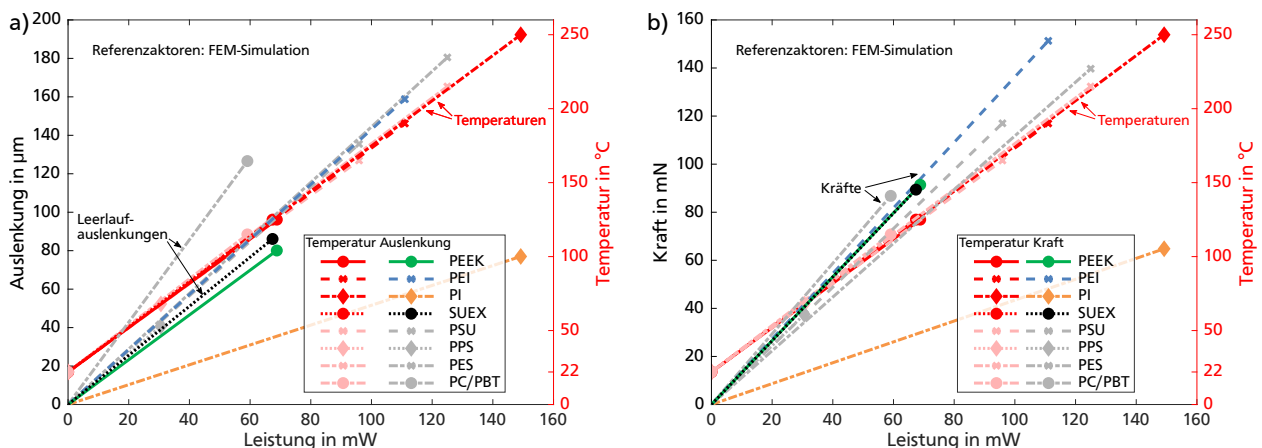 a)
Referenzaktoren: FEM-Simulation
Auslenkung in µm
200
180
160
140
120
100
80
60
40
20
0
0
20
40
60
80
100
120
140
160
Leistung in mW
250
200
150
100
50
22
0
Temperatur in °C
Temperaturen
Leerlauf-
auslenkungen
Temperatur Auslenkung
PEEK
PEI
PI
SUEX
PSU
PPS
PES
PC/PBT
b)
Referenzaktoren: FEM-Simulation
Kraft in mN
160
140
120
100
80
60
40
20
0
0
20
40
60
80
100
120
140
160
Leistung in mW
250
200
150
100
50
22
0
Temperatur in °C
Temperaturen
Kräfte
Temperatur Kraft
PEEK
PEI
PI
SUEX
PSU
PPS
PES
PC/PBT